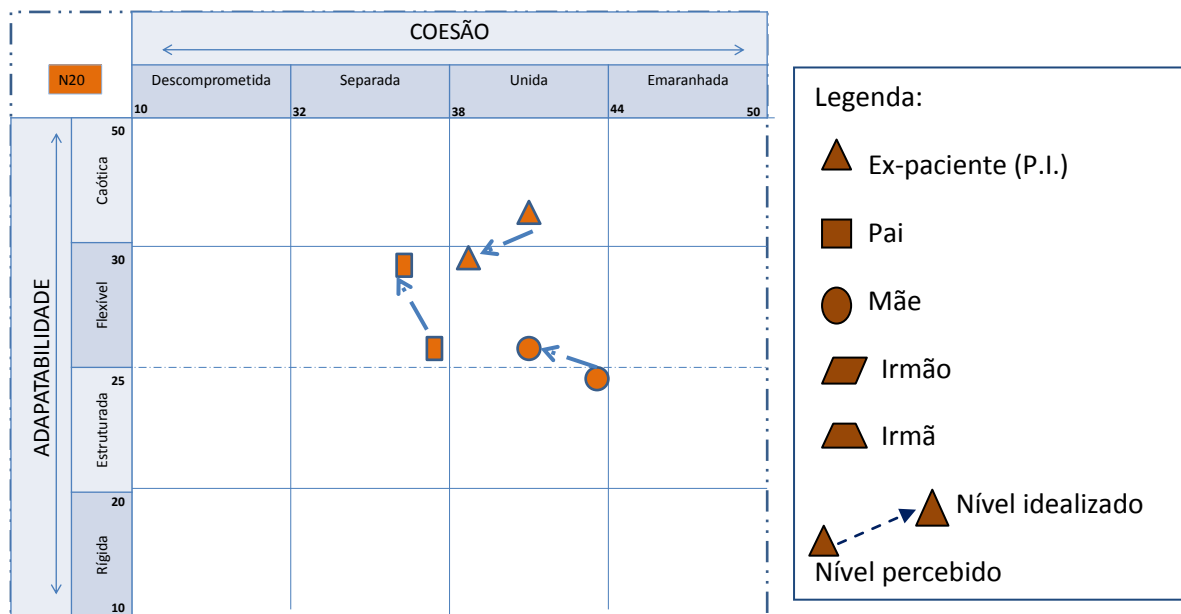 COESÃO
N20
Descomprometida
Separada
Unida
Emaranhada
10
32
38
44
50
ADAPATABILIDADE
50
Caótica
30
Flexível
25
Estruturada
20
Rígida
10
Legenda:
Ex-paciente (P.I.)
Pai
Mãe
Irmão
Irmã
Nível idealizado
Nível percebido